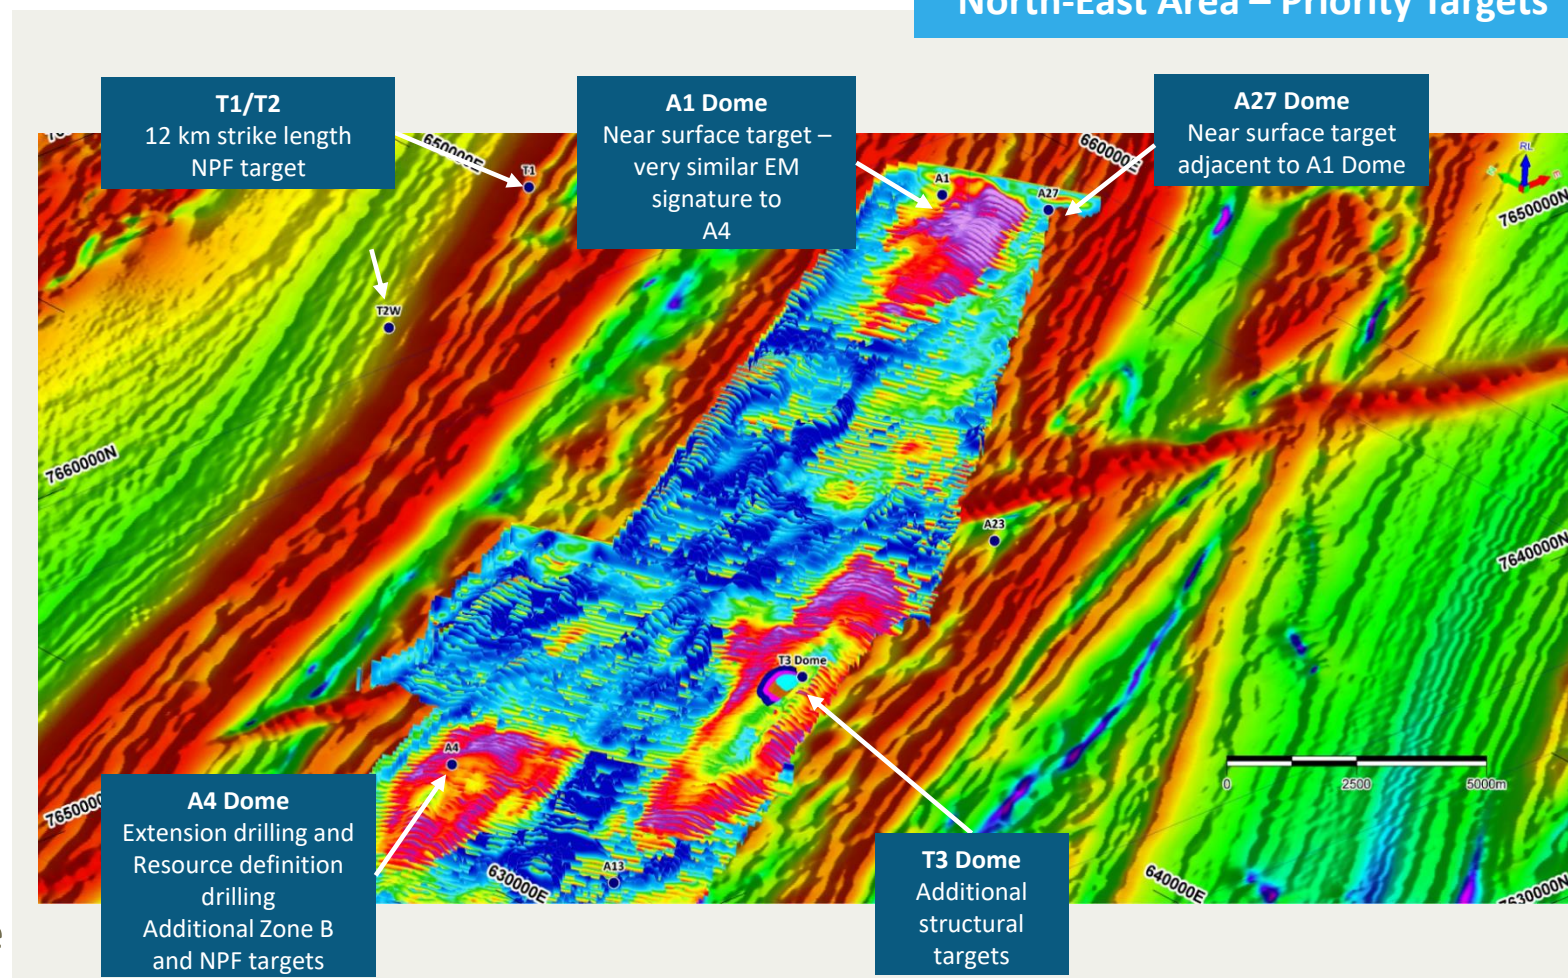 North-East Area – Priority Targets
T1/T2
12 km strike length
NPF target
A1 Dome
Near surface target –
very similar EM
signature to
A4
A27 Dome
Near surface target
adjacent to A1 Dome
650000E
T1
660000E
A1
A27
RL
7650000N
T2W
7660000N
A23
7640000N
T3 Dome
A4
0
2500
5000m
A13
630000E
640000E
7630000N
A4 Dome
Extension drilling and
Resource definition
drilling
Additional Zone B
and NPF targets
T3 Dome
Additional
structural
targets